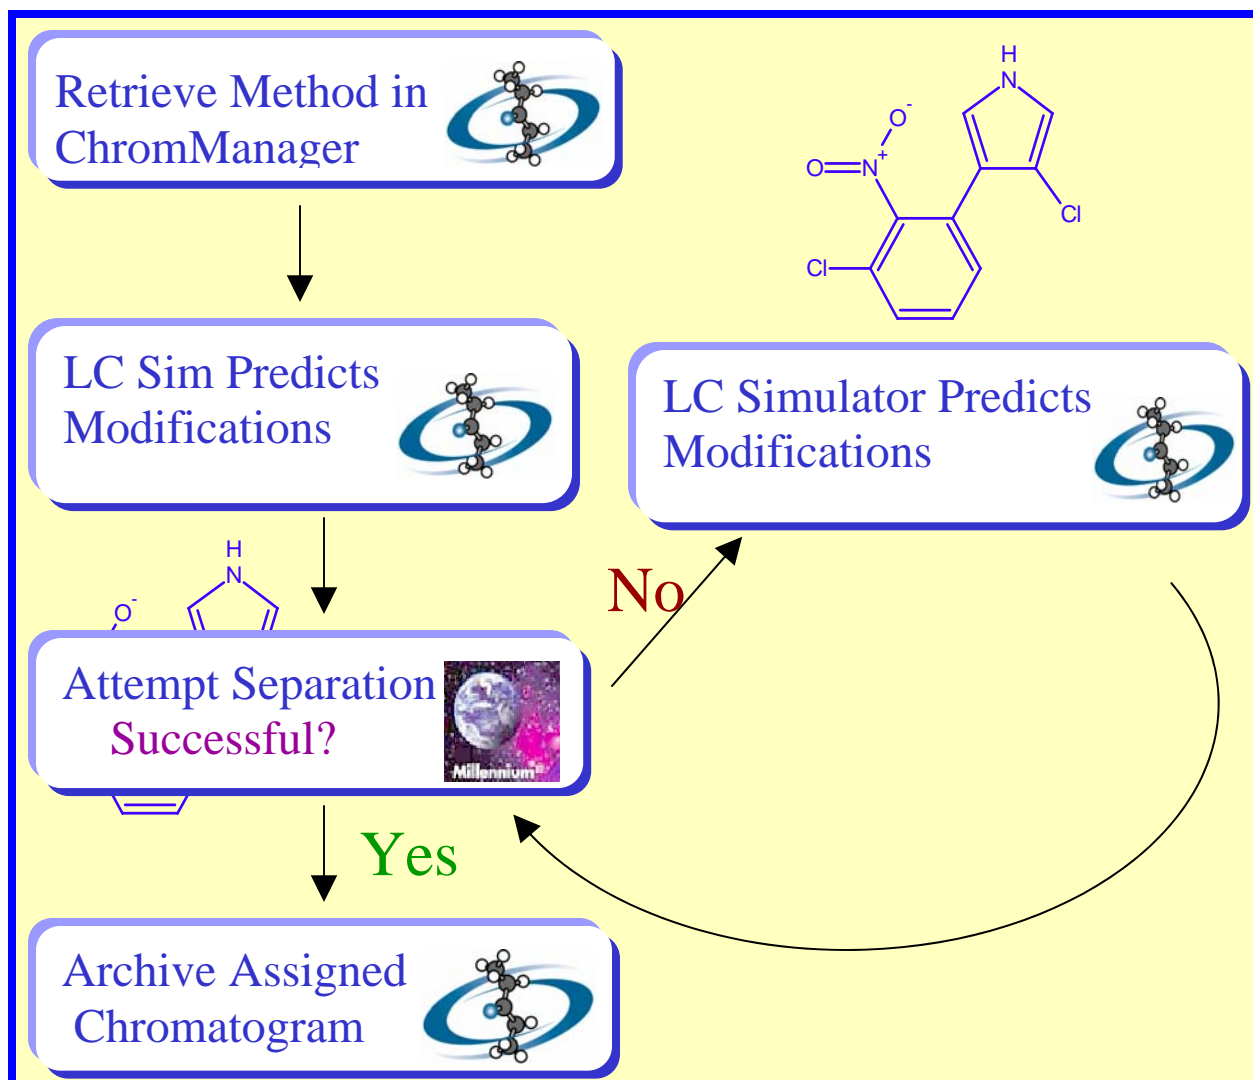 Retrieve Method in
ChromManager
H
N
O-
O
N+
Cl
Cl
LC Sim Predicts
Modifications
LC Simulator Predicts
Modifications
H
N
O-
No
Attempt Separation
Successful?
Millennium
Yes
Archive Assigned
Chromatogram